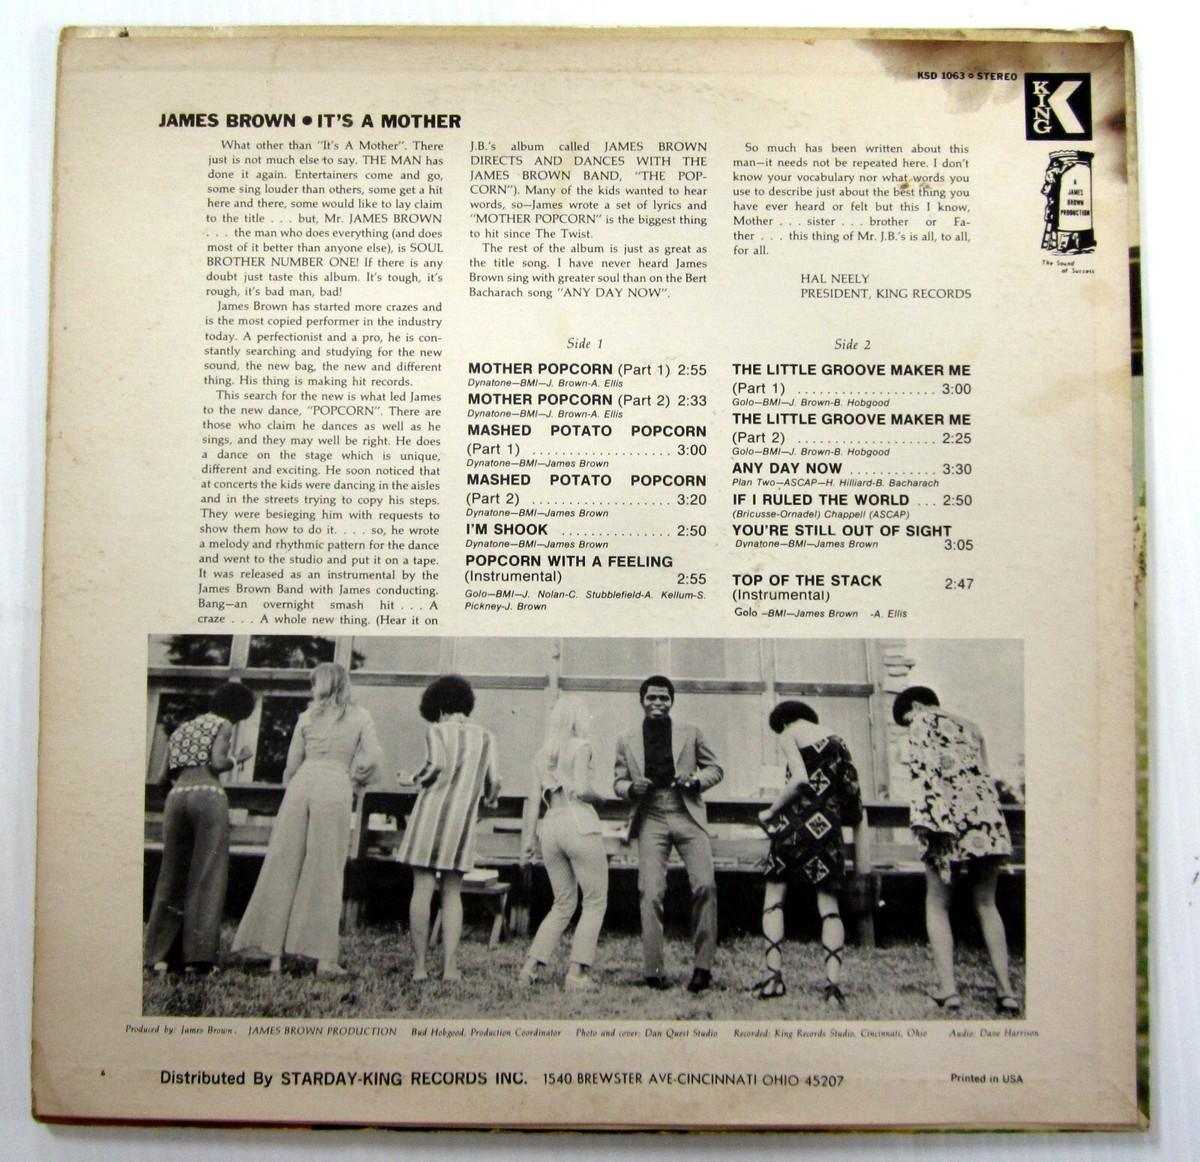 KSD 1063 STEREO
KING
K
A
JAMES
BROWN
PRODUCTION
The Sound
of Success
JAMES BROWN • IT'S A MOTHER
What other than "It's A Mother". There
just is not much else to say. THE MAN has
done it again. Entertainers come and go,
some sing louder than others, some get a hit
here and there, some would like to lay claim
to the title . . . but, Mr. JAMES BROWN
. . . the man who does everything (and does
most of it better than anyone else), is SOUL
BROTHER NUMBER ONE! If there is any
doubt just taste this album. It's tough, it's
rough, it's bad man, bad!
James Brown has started more crazes and
is the most copied performer in the industry
today. A perfectionist and a pro, he is con-
stantly searching and studying for the new
sound, the new bag, the new and different
thing. His thing is making hit records.
This search for the new is what led James
to the new dance, "POPCORN". There are
those who claim he dances as well as he
sings, and they may well be right. He does
a dance on the stage which is unique,
different and exciting. He soon noticed that
at concerts the kids were dancing in the aisles
and in the streets trying to copy his steps.
They were besieging him with requests to
show them how to do it. . . . so, he wrote
a melody and rhythmic pattern for the dance
and went to the studio and put it on a tape.
It was released as an instrumental by the
James Brown Band with James conducting.
Bang—an overnight smash hit . . . A
craze . . . A whole new thing. (Hear it on
J.B.'s album called JAMES BROWN
DIRECTS AND DANCES WITH THE
JAMES BROWN BAND, "THE POP-
CORN"). Many of the kids wanted to hear
words, so—James wrote a set of lyrics and
"MOTHER POPCORN" is the biggest thing
to hit since The Twist.
The rest of the album is just as great as
the title song. I have never heard James
Brown sing with greater soul than on the Bert
Bacharach song "ANY DAY NOW".
So much has been written about this
man—it needs not be repeated here. I don't
know your vocabulary nor what words you
use to describe just about the best thing you
have ever heard or felt but this I know,
Mother . . . sister . . . brother or Fa-
ther . . . this thing of Mr. J.B.'s is all, to all,
for all.
HAL NEELY
PRESIDENT, KING RECORDS
Side 1
MOTHER POPCORN (Part 1) 2:55
Dynatone—BMI—J. Brown-A. Ellis
MOTHER POPCORN (Part 2) 2:33
Dynatone—BMI—J. Brown-A. Ellis
MASHED POTATO POPCORN
(Part 1) . . . . . . . . . . . . . . . . . . . . . 3:00
Dynatone—BMI—James Brown
MASHED POTATO POPCORN
(Part 2) . . . . . . . . . . . . . . . . . . . . . 3:20
Dynatone—BMI—James Brown
I'M SHOOK . . . . . . . . . . . . . . . . 2:50
Dynatone—BMI—James Brown
POPCORN WITH A FEELING
(Instrumental) 2:55
Golo—BMI—J. Nolan-C. Stubblefield-A. Kellum-S.
Pickney-J. Brown
Side 2
THE LITTLE GROOVE MAKER ME
(Part 1) . . . . . . . . . . . . . . . . . . . . . 3:00
Golo—BMI—J. Brown-B. Hobgood
THE LITTLE GROOVE MAKER ME
(Part 2) . . . . . . . . . . . . . . . . . . . . . 2:25
Golo—BMI—J. Brown-B. Hobgood
ANY DAY NOW . . . . . . . . . . . . 3:30
Plan Two—ASCAP—H. Hilliard-B. Bacharach
IF I RULED THE WORLD . . . 2:50
(Bricusse-Ornadel) Chappell (ASCAP)
YOU'RE STILL OUT OF SIGHT
Dynatone—BMI—James Brown 3:05
TOP OF THE STACK 2:47
(Instrumental)
Golo —BMI—James Brown -A. Ellis
Produced by: James Brown. JAMES BROWN PRODUCTION Bud Hobgood, Production Coordinator Photo and cover: Dan Quest Studio Recorded: King Records Studio, Cincinnati, Ohio Audio: Dave Harrison
Distributed By STARDAY-KING RECORDS INC. 1540 BREWSTER AVE-CINCINNATI OHIO 45207
Printed in USA